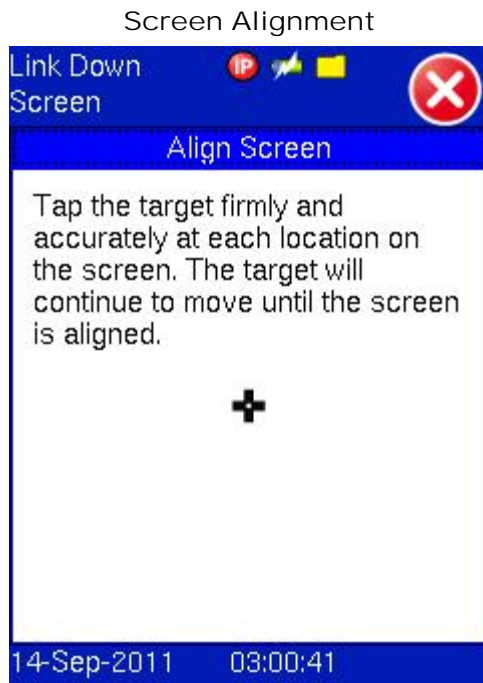 Screen Alignment
Link Down
IP
Screen
Align Screen
Tap the target firmly and
accurately at each location on
the screen. The target will
continue to move until the screen
is aligned.
14-Sep-2011 03:00:41